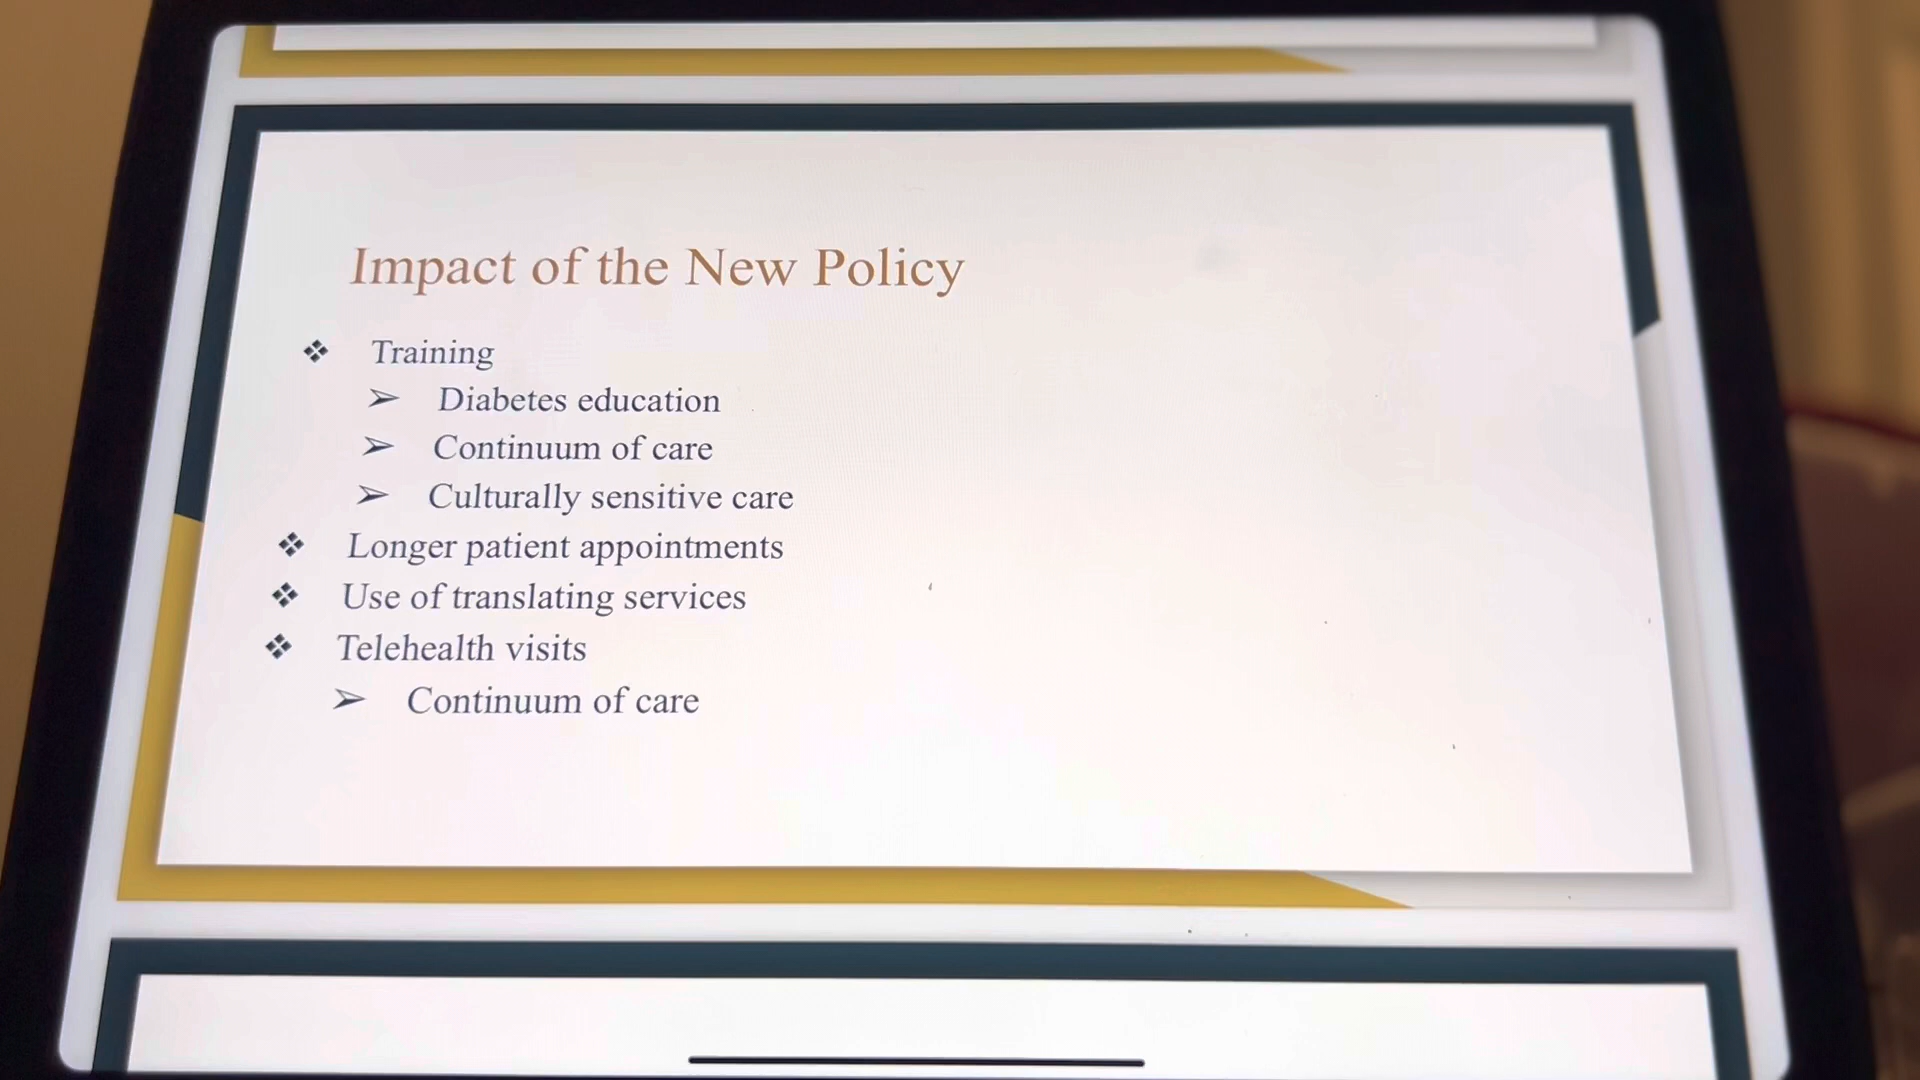 Impact of the New Policy
❖ Training
➢ Diabetes education
➢ Continuum of care
➢ Culturally sensitive care
❖ Longer patient appointments
❖ Use of translating services
❖ Telehealth visits
➢ Continuum of care